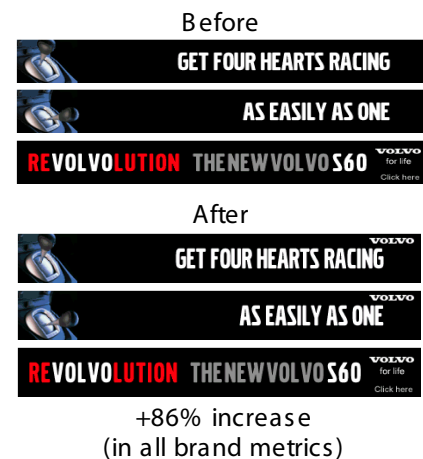 Before
GET FOUR HEARTS RACING
AS EASILY AS ONE
REVOLVOLUTION THE NEW VOLVO S60
VOLVO
for life
Click here
After
VOLVO
GET FOUR HEARTS RACING
VOLVO
AS EASILY AS ONE
REVOLVOLUTION THE NEW VOLVO S60
VOLVO
for life
Click here
+86% increase
(in all brand metrics)